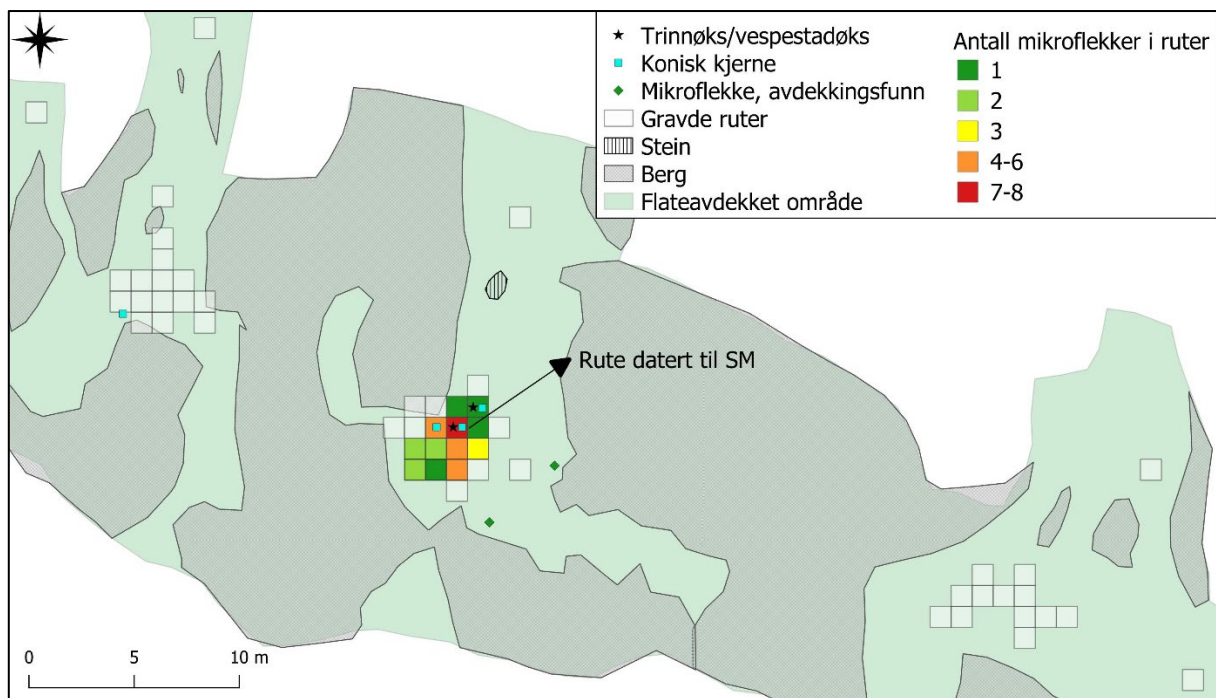 Trinnøks/vespestadøks
Konisk kjerne
Mikroflekke, avdekkingsfunn
Gravde ruter
Stein
Berg
Flateavdekket område
Antall mikroflekker i ruter
1
2
3
4-6
7-8
Rute datert til SM
0 5 10 m